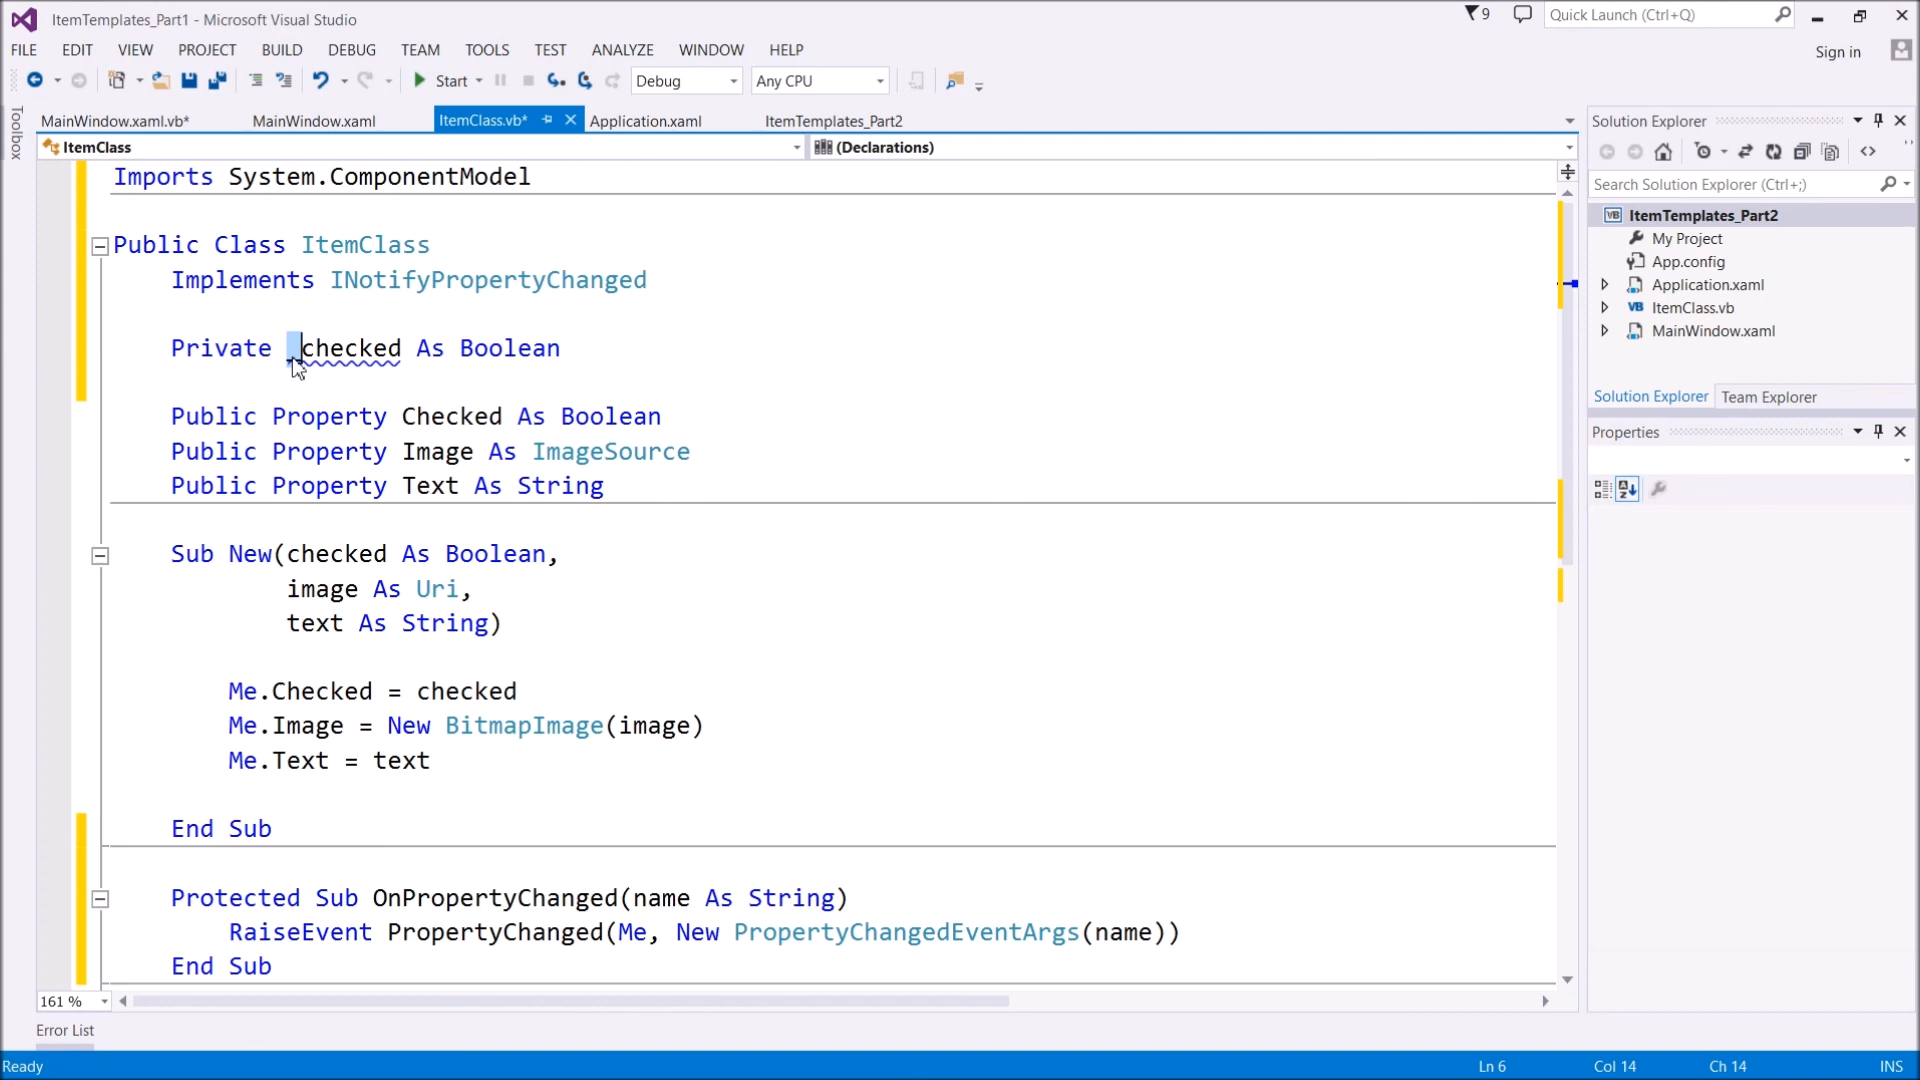 ItemTemplates_Part1 - Microsoft Visual Studio
9
Quick Launch (Ctrl+Q)
FILE EDIT VIEW PROJECT BUILD DEBUG TEAM TOOLS TEST ANALYZE WINDOW HELP
Sign in
Start Debug Any CPU
Toolbox
MainWindow.xaml.vb* MainWindow.xaml ItemClass.vb* Application.xaml ItemTemplates_Part2
ItemClass (Declarations)
Imports System.ComponentModel
Public Class ItemClass
Implements INotifyPropertyChanged
Private _checked As Boolean
Public Property Checked As Boolean
Public Property Image As ImageSource
Public Property Text As String
Sub New(checked As Boolean,
image As Uri,
text As String)
Me.Checked = checked
Me.Image = New BitmapImage(image)
Me.Text = text
End Sub
Protected Sub OnPropertyChanged(name As String)
RaiseEvent PropertyChanged(Me, New PropertyChangedEventArgs(name))
End Sub
161 %
Error List
Solution Explorer
Search Solution Explorer (Ctrl+;)
VB ItemTemplates_Part2
My Project
App.config
Application.xaml
VB ItemClass.vb
MainWindow.xaml
Solution Explorer Team Explorer
Properties
Ready Ln 6 Col 14 Ch 14 INS